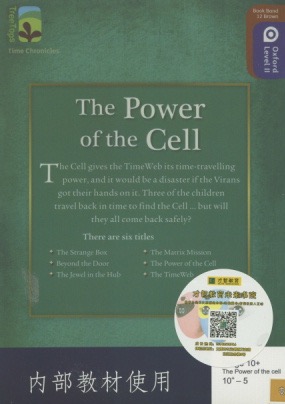 TreeTops
Time Chronicles
Book Band
12 Brown
Oxford
Level 11
The Power
of the Cell
The Cell gives the TimeWeb its time-travelling
power, and it would be a disaster if the Virans
got their hands on it. Three of the children
travel back in time to find the Cell ... but will
they all come back safely?
There are six titles
• The Strange Box
• Beyond the Door
• The Jewel in the Hub
• The Matrix Mission
• The Power of the Cell
• The TimeWeb
10+
The Power of the cell
10+ – 5
内部教材使用